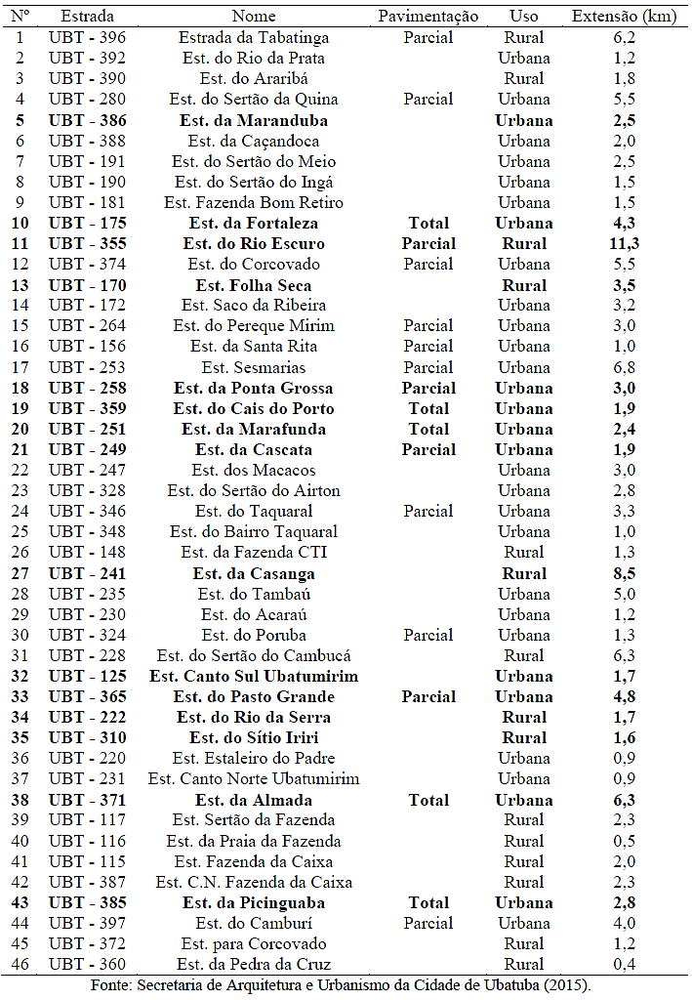 Nº Estrada Nome Pavimentação Uso Extensão (km)
1 UBT - 396 Estrada da Tabatinga Parcial Rural 6,2
2 UBT - 392 Est. do Rio da Prata Urbana 1,2
3 UBT - 390 Est. do Araribá Rural 1,8
4 UBT - 280 Est. do Sertão da Quina Parcial Urbana 5,5
5 UBT - 386 Est. da Maranduba Urbana 2,5
6 UBT - 388 Est. da Caçandoca Urbana 2,0
7 UBT - 191 Est. do Sertão do Meio Urbana 2,5
8 UBT - 190 Est. do Sertão do Ingá Urbana 1,5
9 UBT - 181 Est. Fazenda Bom Retiro Urbana 1,5
10 UBT - 175 Est. da Fortaleza Total Urbana 4,3
11 UBT - 355 Est. do Rio Escuro Parcial Rural 11,3
12 UBT - 374 Est. do Corcovado Parcial Urbana 5,5
13 UBT - 170 Est. Folha Seca Rural 3,5
14 UBT - 172 Est. Saco da Ribeira Urbana 3,2
15 UBT - 264 Est. do Pereque Mirim Parcial Urbana 3,0
16 UBT - 156 Est. da Santa Rita Parcial Urbana 1,0
17 UBT - 253 Est. Sesmarias Parcial Urbana 6,8
18 UBT - 258 Est. da Ponta Grossa Parcial Urbana 3,0
19 UBT - 359 Est. do Cais do Porto Total Urbana 1,9
20 UBT - 251 Est. da Marafunda Total Urbana 2,4
21 UBT - 249 Est. da Cascata Parcial Urbana 1,9
22 UBT - 247 Est. dos Macacos Urbana 3,0
23 UBT - 328 Est. do Sertão do Airton Urbana 2,8
24 UBT - 346 Est. do Taquaral Parcial Urbana 3,3
25 UBT - 348 Est. do Bairro Taquaral Urbana 1,0
26 UBT - 148 Est. da Fazenda CTI Rural 1,3
27 UBT - 241 Est. da Casanga Rural 8,5
28 UBT - 235 Est. do Tambaú Urbana 5,0
29 UBT - 230 Est. do Acaraú Urbana 1,2
30 UBT - 324 Est. do Poruba Parcial Urbana 1,3
31 UBT - 228 Est. do Sertão do Cambucá Rural 6,3
32 UBT - 125 Est. Canto Sul Ubatumirim Urbana 1,7
33 UBT - 365 Est. do Pasto Grande Parcial Urbana 4,8
34 UBT - 222 Est. do Rio da Serra Rural 1,7
35 UBT - 310 Est. do Sítio Iriri Rural 1,6
36 UBT - 220 Est. Estaleiro do Padre Urbana 0,9
37 UBT - 231 Est. Canto Norte Ubatumirim Urbana 0,9
38 UBT - 371 Est. da Almada Total Urbana 6,3
39 UBT - 117 Est. Sertão da Fazenda Rural 2,3
40 UBT - 116 Est. da Praia da Fazenda Rural 0,5
41 UBT - 115 Est. Fazenda da Caixa Rural 2,0
42 UBT - 387 Est. C.N. Fazenda da Caixa Rural 2,3
43 UBT - 385 Est. da Picinguaba Total Urbana 2,8
44 UBT - 397 Est. do Camburí Parcial Urbana 4,0
45 UBT - 372 Est. para Corcovado Rural 1,2
46 UBT - 360 Est. da Pedra da Cruz Rural 0,4
Fonte: Secretaria de Arquitetura e Urbanismo da Cidade de Ubatuba (2015).